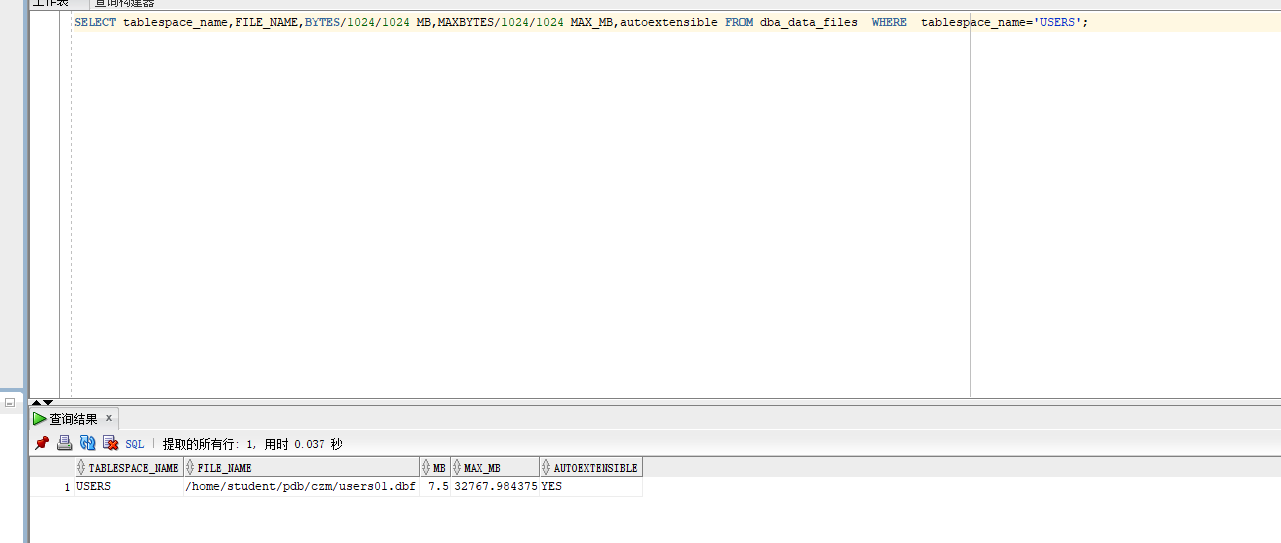 工作表 查询构建器
SELECT tablespace_name,FILE_NAME,BYTES/1024/1024 MB,MAXBYTES/1024/1024 MAX_MB,autoextensible FROM dba_data_files  WHERE  tablespace_name='USERS';
查询结果 x
SQL | 提取的所有行: 1, 用时 0.037 秒
TABLESPACE_NAME FILE_NAME MB MAX_MB AUTOEXTENSIBLE
1 USERS /home/student/pdb/czm/users01.dbf 7.5 32767.984375 YES